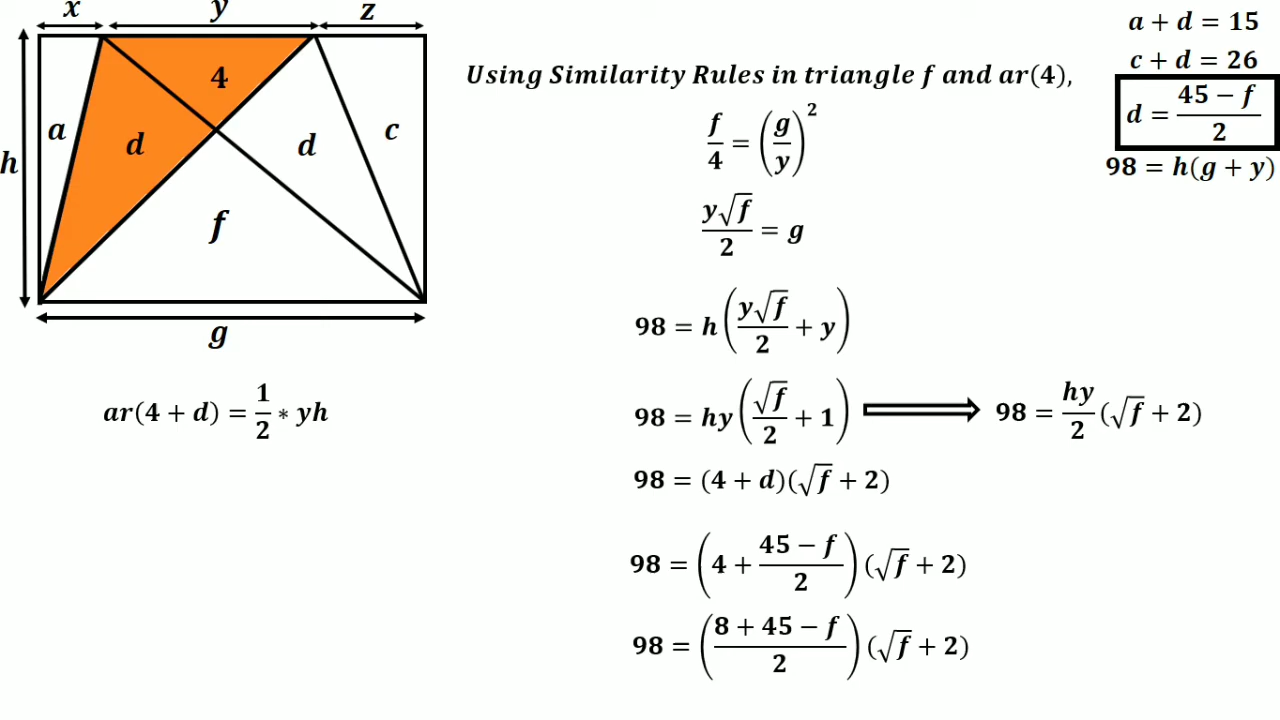 x y z
h
4
a d d c
f
g
ar(4 + d) = 1/2 * yh
Using Similarity Rules in triangle f and ar(4),
f/4 = (g/y)²
y√f/2 = g
98 = h(y√f/2 + y)
98 = hy(√f/2 + 1) ⟹ 98 = hy/2 (√f + 2)
98 = (4 + d)(√f + 2)
98 = (4 + 45 − f/2)(√f + 2)
98 = (8 + 45 − f/2)(√f + 2)
a + d = 15
c + d = 26
d = 45 − f/2
98 = h(g + y)